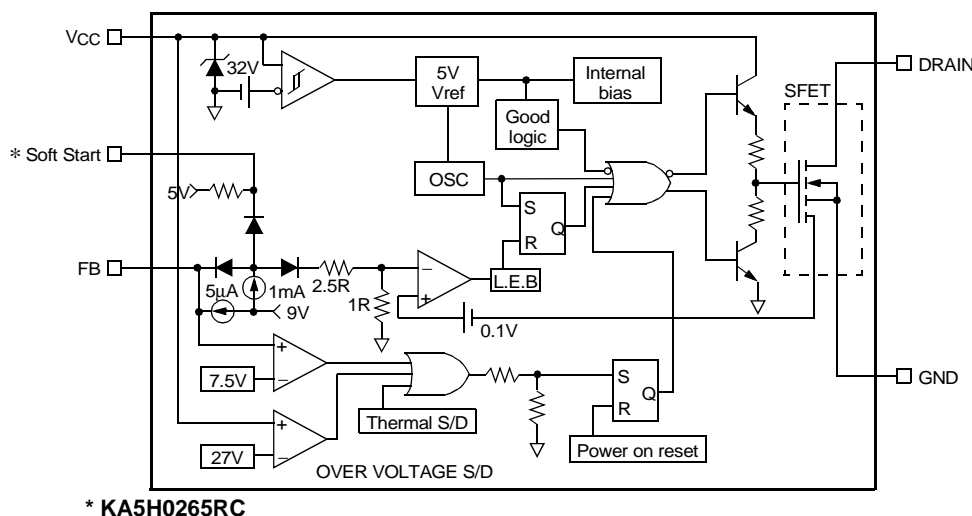 VCC
32V
5V
Vref
Internal
bias
DRAIN
SFET
Good
logic
* Soft Start
5V
OSC
S
R
Q
FB
5μA
1mA
9V
2.5R
1R
−
+
L.E.B
0.1V
+
−
7.5V
Thermal S/D
S
R
Q
GND
+
−
27V
Power on reset
OVER VOLTAGE S/D
* KA5H0265RC